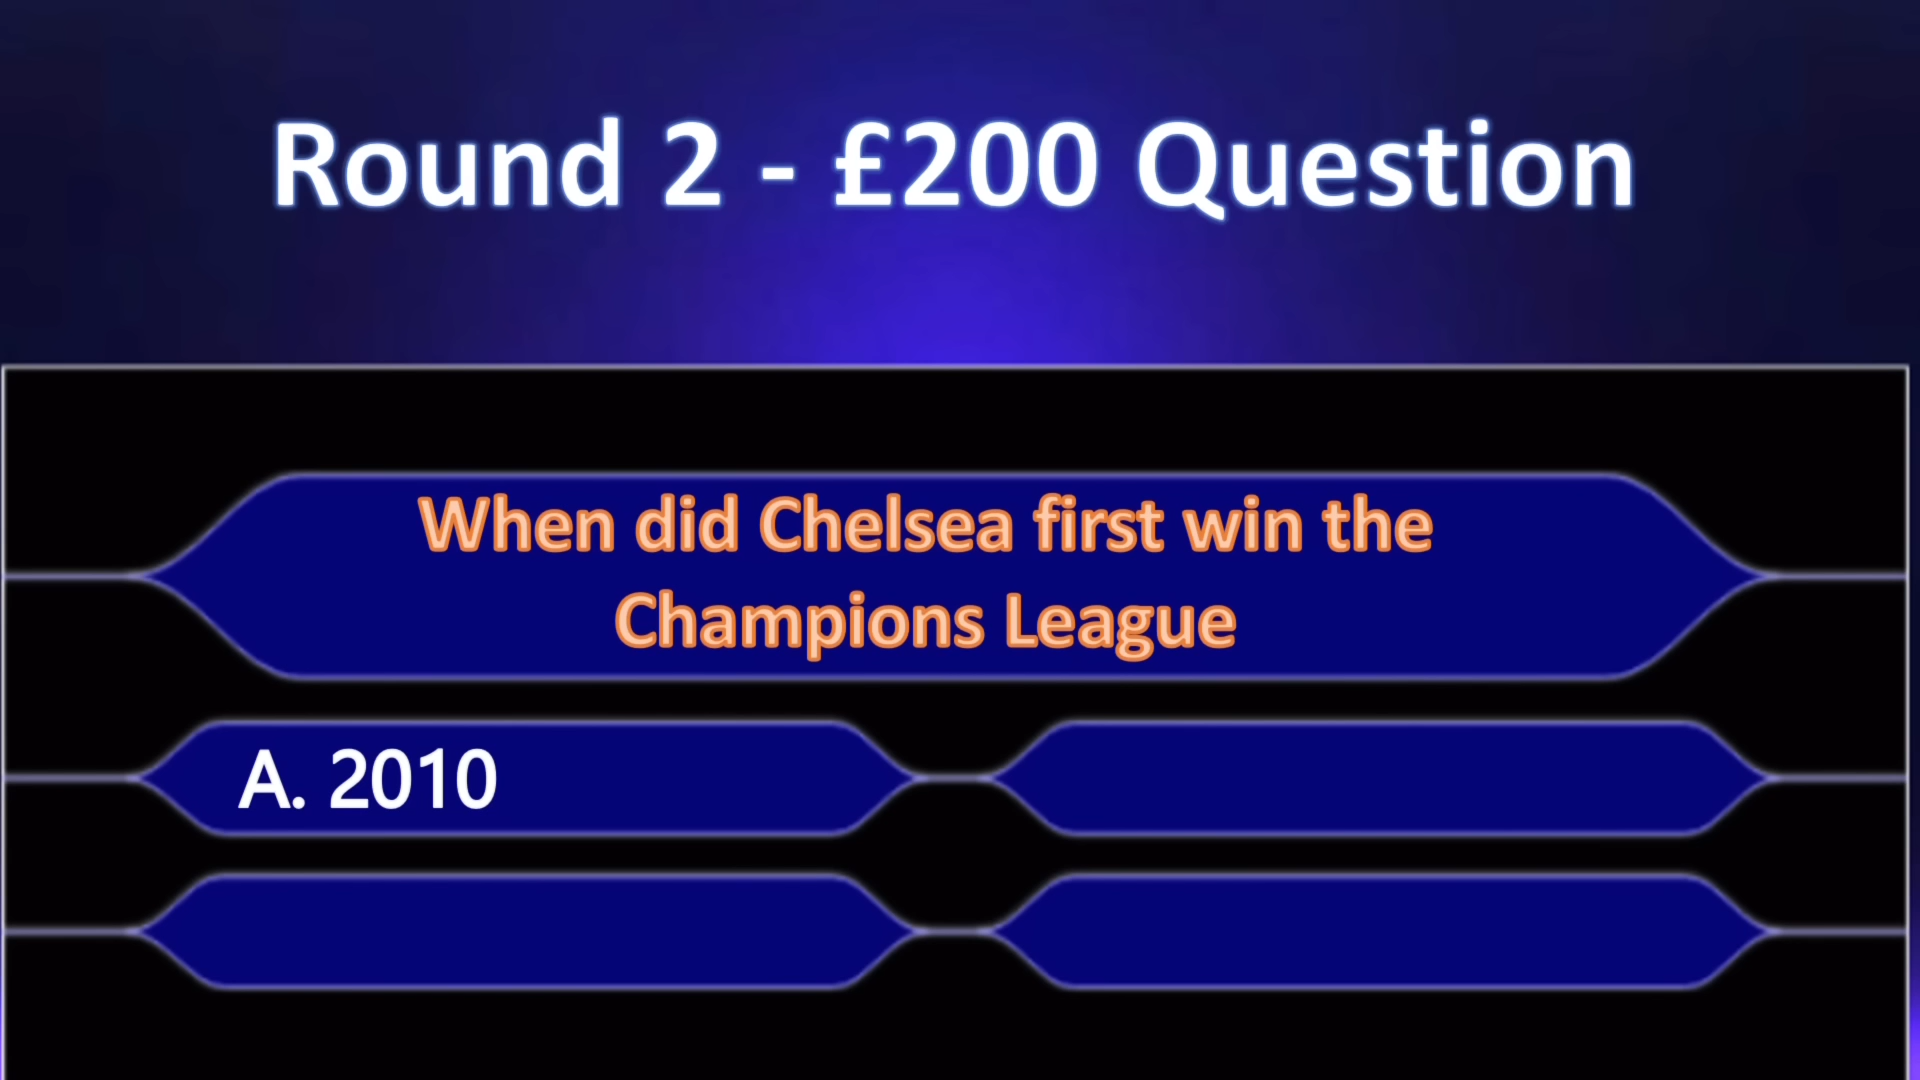 Round 2 - £200 Question
When did Chelsea first win the
Champions League
A. 2010